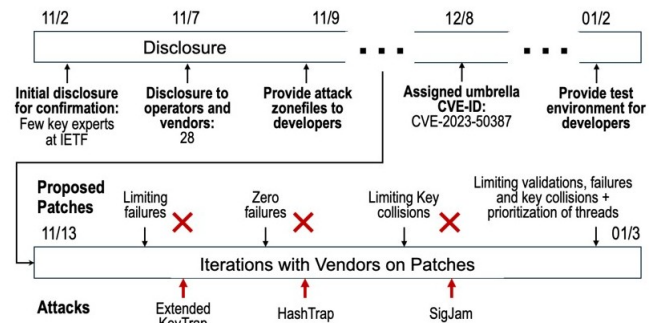 11/2 11/7 11/9 12/8 01/2
Disclosure
Initial disclosure
for confirmation:
Few key experts
at IETF
Disclosure to
operators and
vendors:
28
Provide attack
zonefiles to
developers
Assigned umbrella
CVE-ID:
CVE-2023-50387
Provide test
environment for
developers
Proposed
Patches
Limiting
failures
Zero
failures
Limiting Key
collisions
Limiting validations, failures
and key collisions +
prioritization of threads
11/13 01/3
Iterations with Vendors on Patches
Attacks
Extended
KeyTrap
HashTrap
SigJam